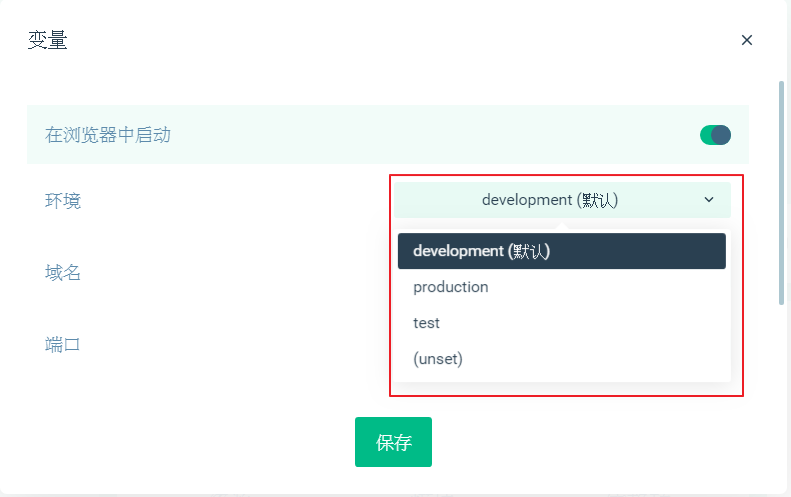 变量
在浏览器中启动
环境
development (默认)
development (默认)
production
域名
test
端口
(unset)
保存